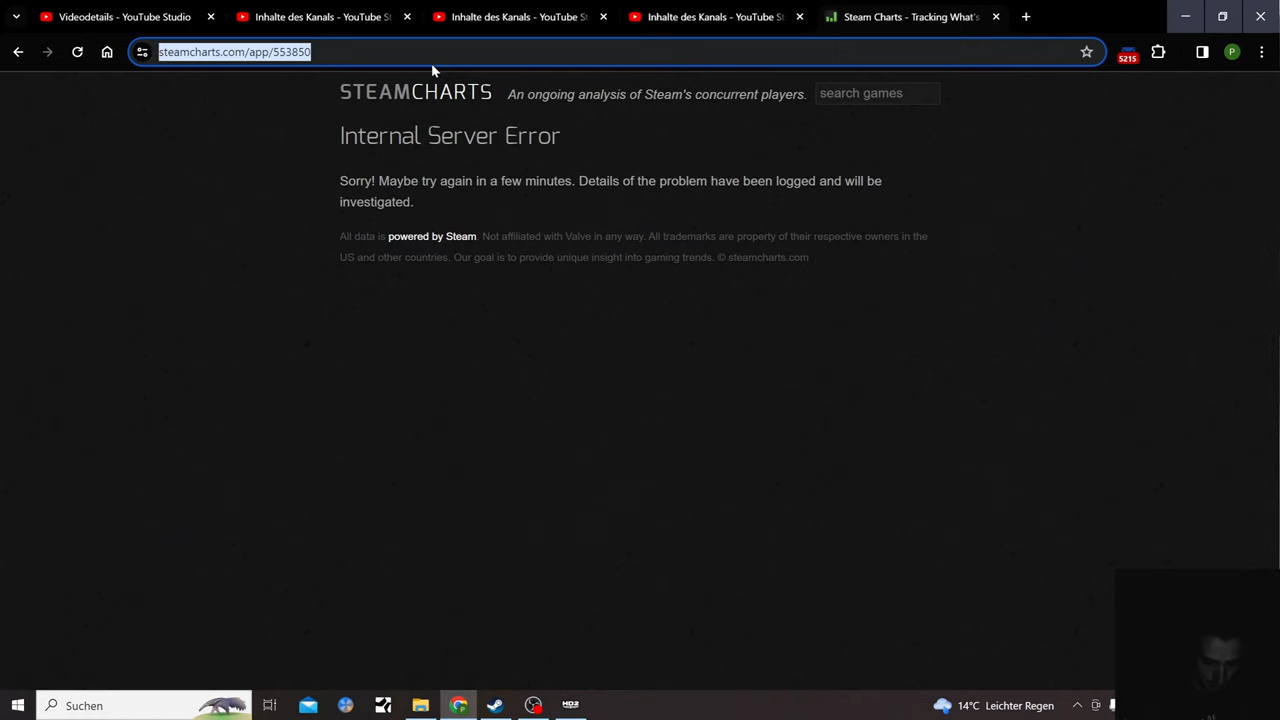 Videodetails - YouTube Studio
Inhalte des Kanals - YouTube St
Inhalte des Kanals - YouTube St
Inhalte des Kanals - YouTube St
Steam Charts - Tracking What's
steamcharts.com/app/553850
5215
P
STEAMCHARTS An ongoing analysis of Steam's concurrent players. search games
Internal Server Error
Sorry! Maybe try again in a few minutes. Details of the problem have been logged and will be
investigated.
All data is powered by Steam. Not affiliated with Valve in any way. All trademarks are property of their respective owners in the
US and other countries. Our goal is to provide unique insight into gaming trends. © steamcharts.com
Suchen
HD2
14°C Leichter Regen